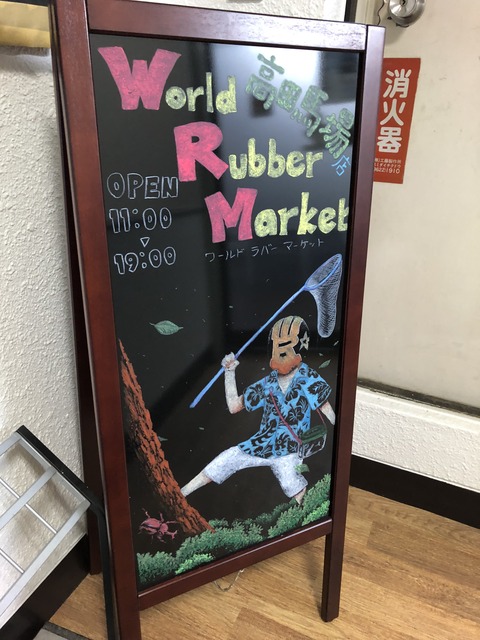 World
高田馬場店
Rubber
Market
ワールド ラバー マーケット
OPEN
11:00
19:00
消火器